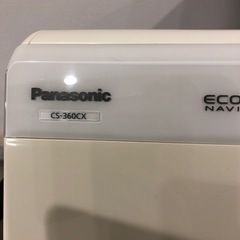 Panasonic
CS-360CX
ECO
NAVI